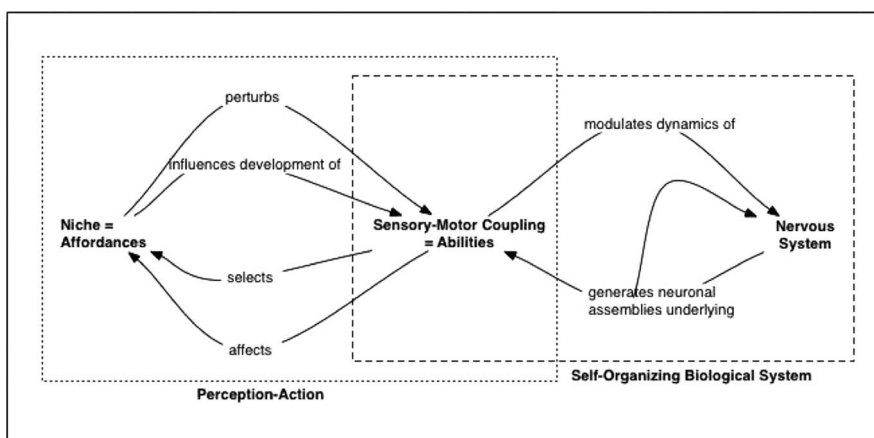 perturbs
modulates dynamics of
influences development of
Niche =
Affordances
Sensory-Motor Coupling
= Abilities
Nervous
System
selects
generates neuronal
assemblies underlying
affects
Self-Organizing Biological System
Perception-Action